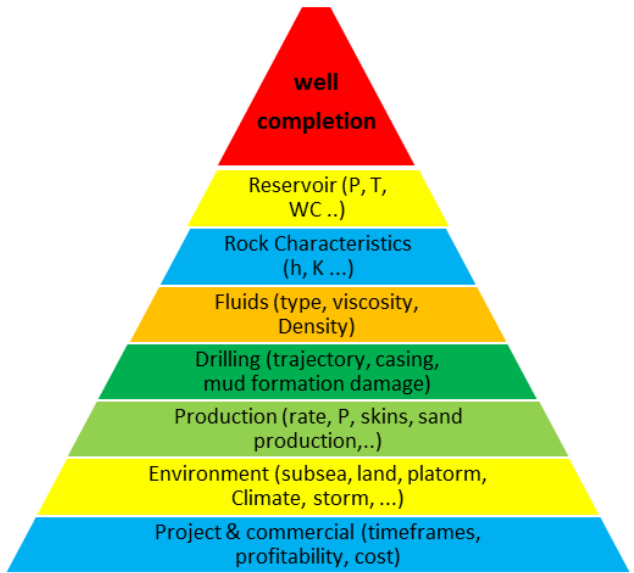 well
completion
Reservoir (P, T,
WC ..)
Rock Characteristics
(h, K ...)
Fluids (type, viscosity,
Density)
Drilling (trajectory, casing,
mud formation damage)
Production (rate, P, skins, sand
production,..)
Environment (subsea, land, platorm,
Climate, storm, ...)
Project & commercial (timeframes,
profitability, cost)